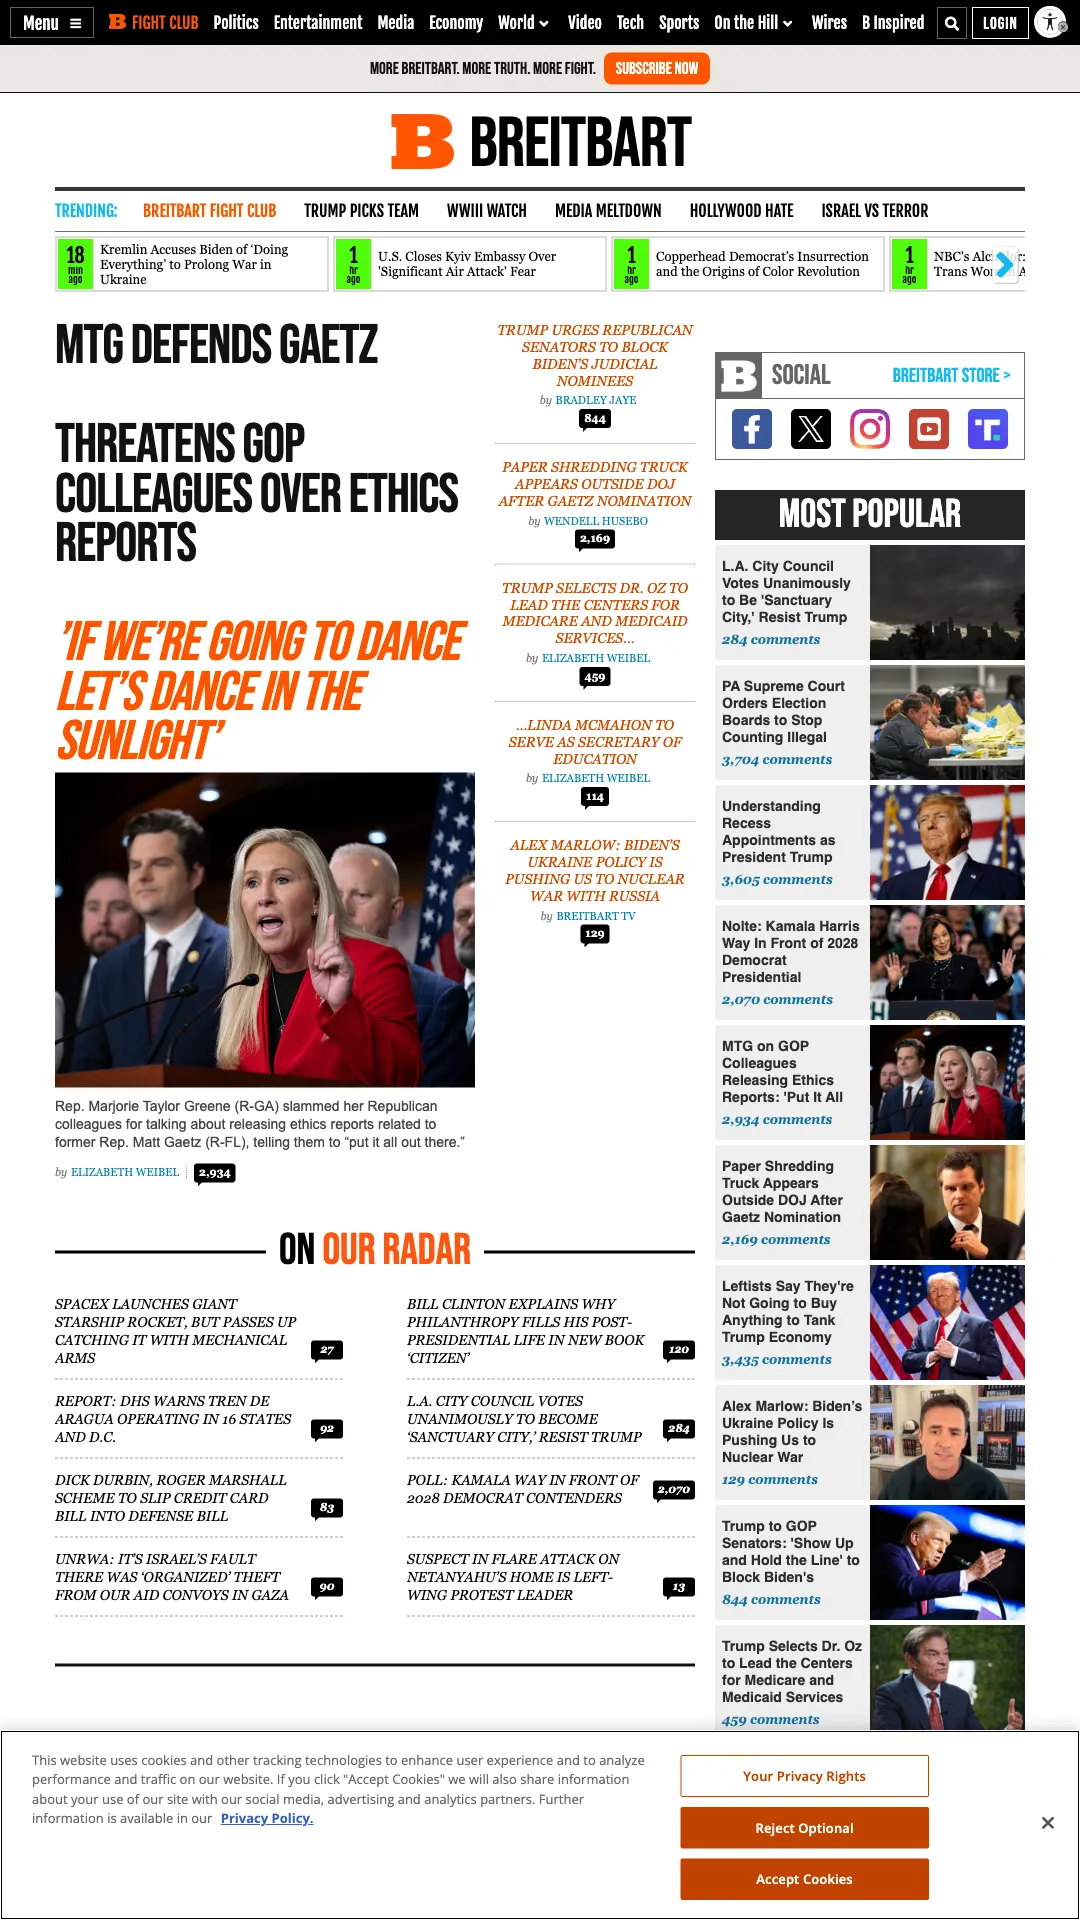 Menu
B FIGHT CLUB
Politics
Entertainment
Media
Economy
World
Video
Tech
Sports
On the Hill
Wires
B Inspired
LOGIN
MORE BREITBART. MORE TRUTH. MORE FIGHT.
SUBSCRIBE NOW
B BREITBART
TRENDING:
BREITBART FIGHT CLUB
TRUMP PICKS TEAM
WWIII WATCH
MEDIA MELTDOWN
HOLLYWOOD HATE
ISRAEL VS TERROR
18
min
ago
Kremlin Accuses Biden of ‘Doing
Everything’ to Prolong War in
Ukraine
1
hr
ago
U.S. Closes Kyiv Embassy Over
'Significant Air Attack' Fear
1
hr
ago
Copperhead Democrat’s Insurrection
and the Origins of Color Revolution
1
hr
ago
NBC's
Trans
MTG DEFENDS GAETZ
THREATENS GOP
COLLEAGUES OVER ETHICS
REPORTS
’IF WE’RE GOING TO DANCE
LET’S DANCE IN THE
SUNLIGHT’
Rep. Marjorie Taylor Greene (R-GA) slammed her Republican
colleagues for talking about releasing ethics reports related to
former Rep. Matt Gaetz (R-FL), telling them to “put it all out there.”
by ELIZABETH WEIBEL
2,934
TRUMP URGES REPUBLICAN
SENATORS TO BLOCK
BIDEN’S JUDICIAL
NOMINEES
by BRADLEY JAYE
844
PAPER SHREDDING TRUCK
APPEARS OUTSIDE DOJ
AFTER GAETZ NOMINATION
by WENDELL HUSEBO
2,169
TRUMP SELECTS DR. OZ TO
LEAD THE CENTERS FOR
MEDICARE AND MEDICAID
SERVICES…
by ELIZABETH WEIBEL
459
…LINDA MCMAHON TO
SERVE AS SECRETARY OF
EDUCATION
by ELIZABETH WEIBEL
114
ALEX MARLOW: BIDEN’S
UKRAINE POLICY IS
PUSHING US TO NUCLEAR
WAR WITH RUSSIA
by BREITBART TV
129
B SOCIAL
BREITBART STORE >
MOST POPULAR
L.A. City Council
Votes Unanimously
to Be 'Sanctuary
City,' Resist Trump
284 comments
PA Supreme Court
Orders Election
Boards to Stop
Counting Illegal
3,704 comments
Understanding
Recess
Appointments as
President Trump
3,605 comments
Nolte: Kamala Harris
Way In Front of 2028
Democrat
Presidential
2,070 comments
MTG on GOP
Colleagues
Releasing Ethics
Reports: 'Put It All
2,934 comments
Paper Shredding
Truck Appears
Outside DOJ After
Gaetz Nomination
2,169 comments
Leftists Say They're
Not Going to Buy
Anything to Tank
Trump Economy
3,435 comments
Alex Marlow: Biden’s
Ukraine Policy Is
Pushing Us to
Nuclear War
129 comments
Trump to GOP
Senators: 'Show Up
and Hold the Line' to
Block Biden's
844 comments
Trump Selects Dr. Oz
to Lead the Centers
for Medicare and
Medicaid Services
459 comments
ON OUR RADAR
SPACEX LAUNCHES GIANT
STARSHIP ROCKET, BUT PASSES UP
CATCHING IT WITH MECHANICAL
ARMS
27
REPORT: DHS WARNS TREN DE
ARAGUA OPERATING IN 16 STATES
AND D.C.
92
DICK DURBIN, ROGER MARSHALL
SCHEME TO SLIP CREDIT CARD
BILL INTO DEFENSE BILL
83
UNRWA: IT’S ISRAEL’S FAULT
THERE WAS ‘ORGANIZED’ THEFT
FROM OUR AID CONVOYS IN GAZA
90
BILL CLINTON EXPLAINS WHY
PHILANTHROPY FILLS HIS POST-
PRESIDENTIAL LIFE IN NEW BOOK
‘CITIZEN’
120
L.A. CITY COUNCIL VOTES
UNANIMOUSLY TO BECOME
‘SANCTUARY CITY,’ RESIST TRUMP
284
POLL: KAMALA WAY IN FRONT OF
2028 DEMOCRAT CONTENDERS
2,070
SUSPECT IN FLARE ATTACK ON
NETANYAHU’S HOME IS LEFT-
WING PROTEST LEADER
13
This website uses cookies and other tracking technologies to enhance user experience and to analyze
performance and traffic on our website. If you click "Accept Cookies" we will also share information
about your use of our site with our social media, advertising and analytics partners. Further
information is available in our Privacy Policy.
Your Privacy Rights
Reject Optional
Accept Cookies